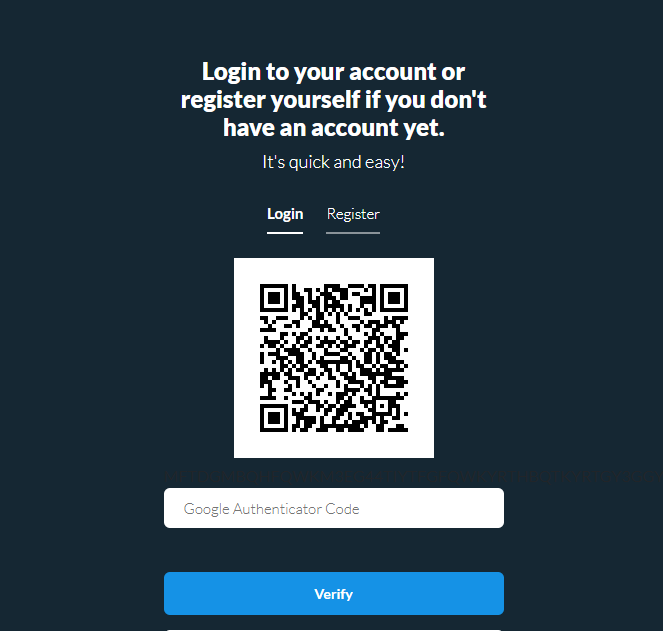 Login to your account or
register yourself if you don't
have an account yet.
It's quick and easy!
Login Register
Google Authenticator Code
Verify